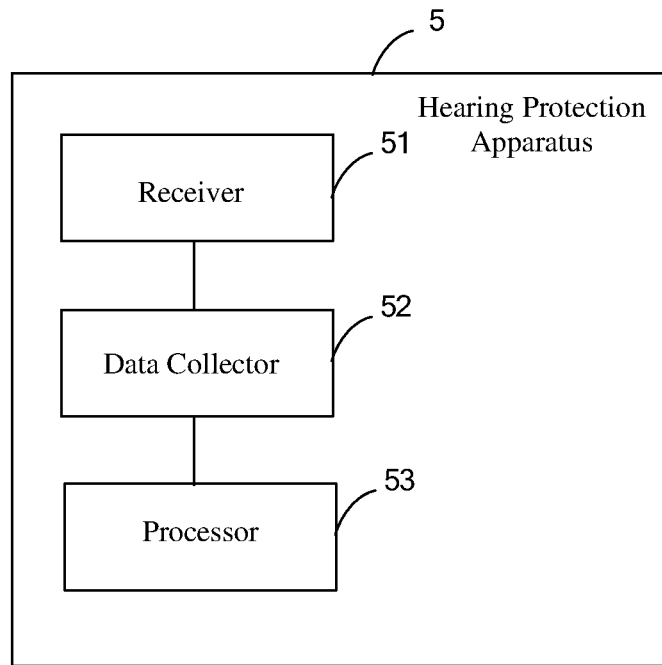 5
Hearing Protection
Apparatus
51
Receiver
52
Data Collector
53
Processor